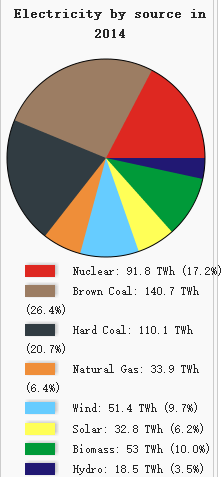 Electricity by source in
2014
Nuclear: 91.8 TWh (17.2%)
Brown Coal: 140.7 TWh
(26.4%)
Hard Coal: 110.1 TWh
(20.7%)
Natural Gas: 33.9 TWh
(6.4%)
Wind: 51.4 TWh (9.7%)
Solar: 32.8 TWh (6.2%)
Biomass: 53 TWh (10.0%)
Hydro: 18.5 TWh (3.5%)